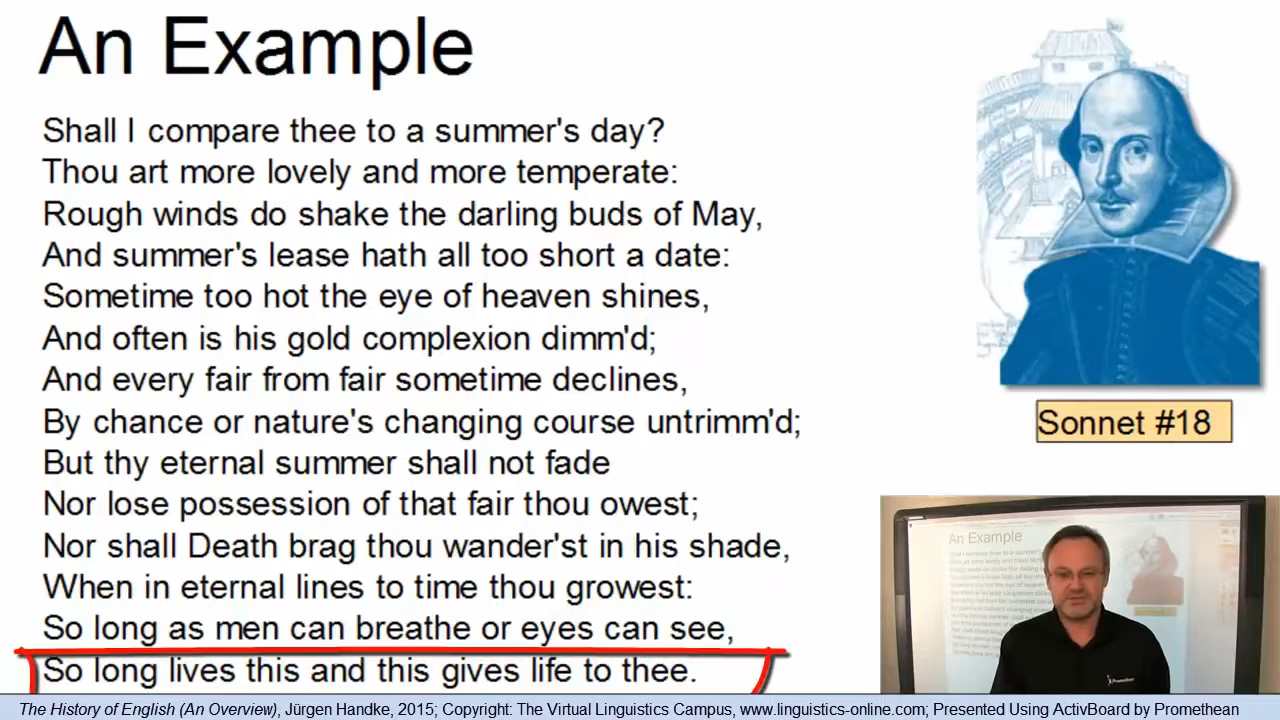 An Example
Shall I compare thee to a summer's day?
Thou art more lovely and more temperate:
Rough winds do shake the darling buds of May,
And summer's lease hath all too short a date:
Sometime too hot the eye of heaven shines,
And often is his gold complexion dimm'd;
And every fair from fair sometime declines,
By chance or nature's changing course untrimm'd;
But thy eternal summer shall not fade
Nor lose possession of that fair thou owest;
Nor shall Death brag thou wander'st in his shade,
When in eternal lines to time thou growest:
So long as men can breathe or eyes can see,
So long lives this and this gives life to thee.
Sonnet #18
An Example
Promethean
The History of English (An Overview), Jürgen Handke, 2015; Copyright: The Virtual Linguistics Campus, www.linguistics-online.com; Presented Using ActivBoard by Promethean